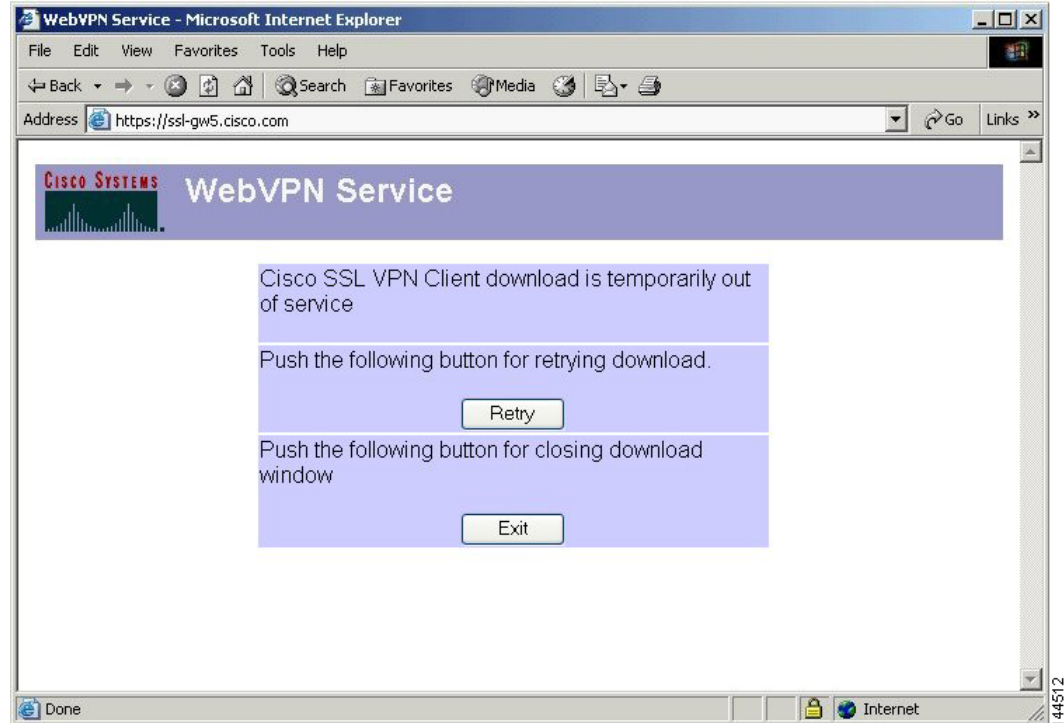 WebVPN Service - Microsoft Internet Explorer
File Edit View Favorites Tools Help
Back Search Favorites Media
Address https://ssl-gw5.cisco.com Go Links »
CISCO SYSTEMS
WebVPN Service
Cisco SSL VPN Client download is temporarily out
of service
Push the following button for retrying download.
Retry
Push the following button for closing download
window
Exit
Done Internet
44512